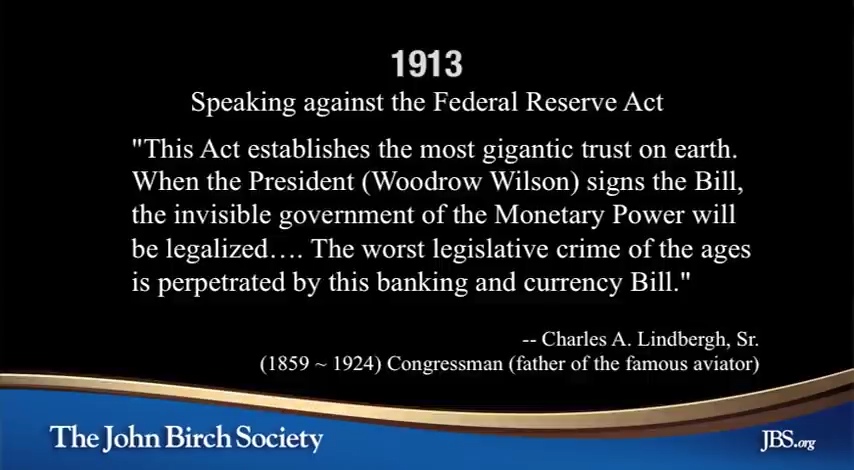 1913
Speaking against the Federal Reserve Act
"This Act establishes the most gigantic trust on earth.
When the President (Woodrow Wilson) signs the Bill,
the invisible government of the Monetary Power will
be legalized…. The worst legislative crime of the ages
is perpetrated by this banking and currency Bill."
-- Charles A. Lindbergh, Sr.
(1859 ~ 1924) Congressman (father of the famous aviator)
The John Birch Society
JBS.org